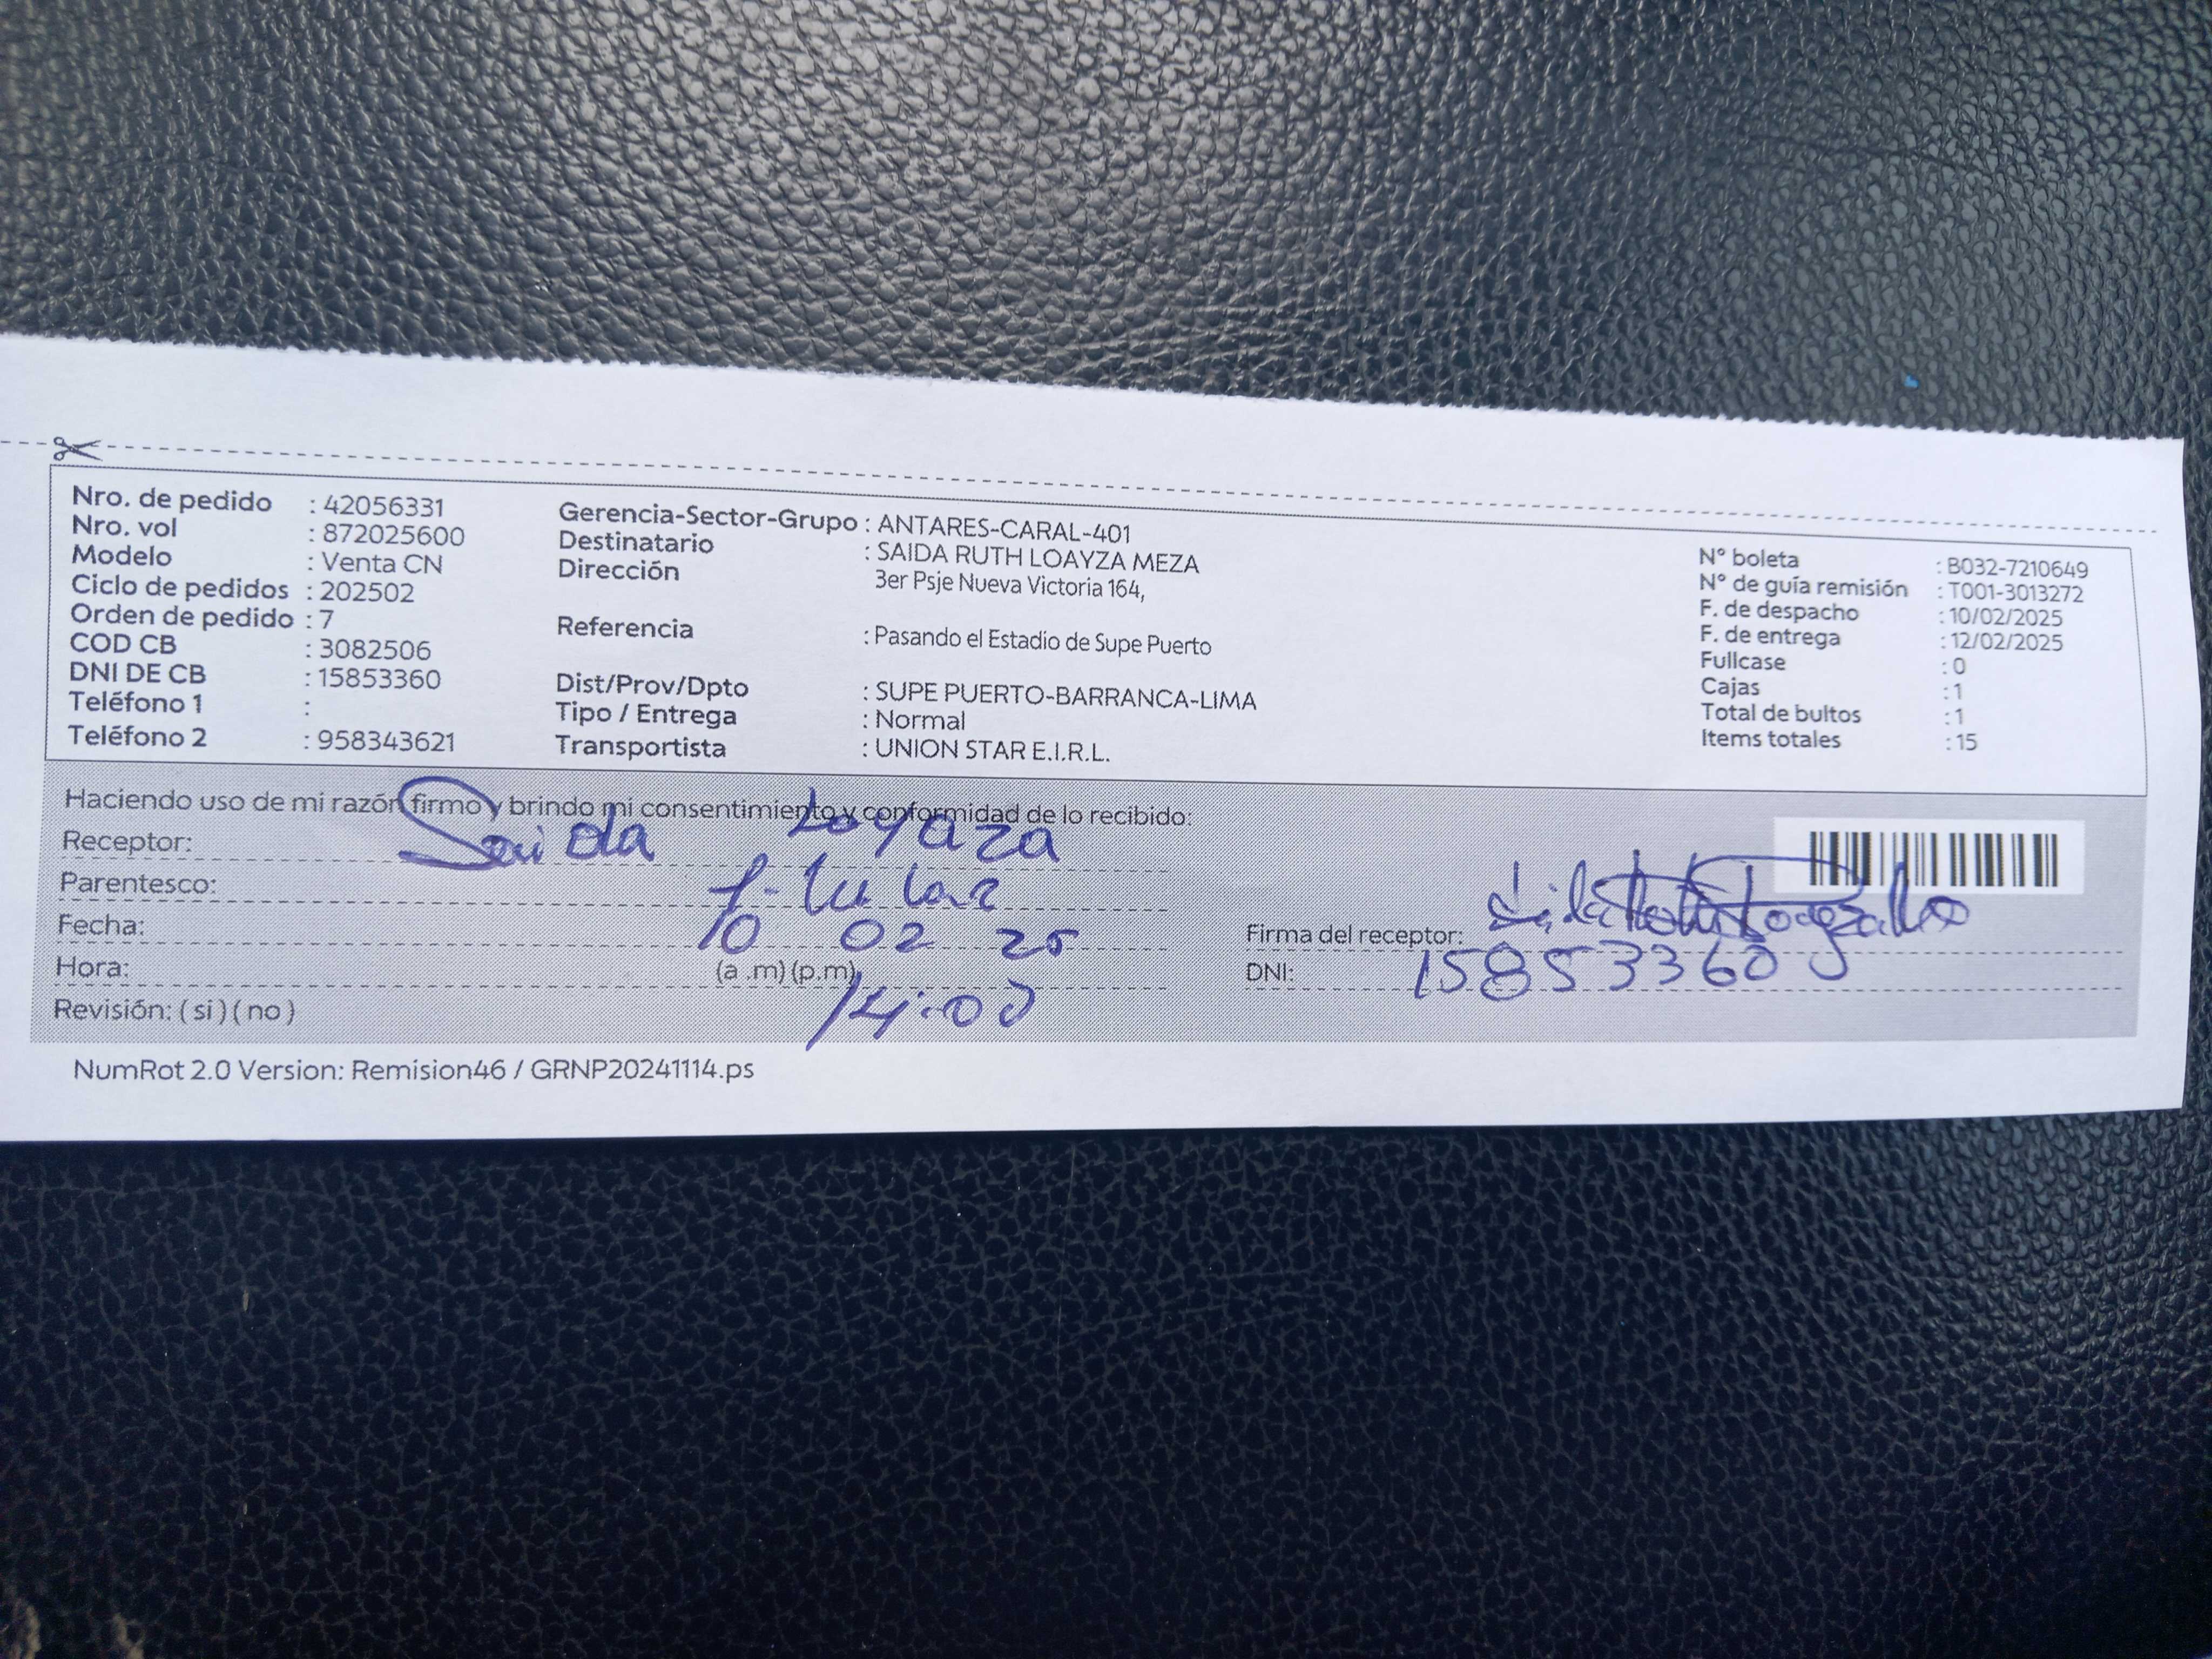 Nro. de pedido : 42056331
Nro. vol : 872025600
Modelo : Venta CN
Ciclo de pedidos : 202502
Orden de pedido : 7
COD CB : 3082506
DNI DE CB : 15853360
Teléfono 1 :
Teléfono 2 : 958343621
Gerencia-Sector-Grupo : ANTARES-CARAL-401
Destinatario : SAIDA RUTH LOAYZA MEZA
Dirección 3er Psje Nueva Victoria 164,
Referencia : Pasando el Estadio de Supe Puerto
Dist/Prov/Dpto : SUPE PUERTO-BARRANCA-LIMA
Tipo / Entrega : Normal
Transportista : UNION STAR E.I.R.L.
N° boleta : B032-7210649
N° de guía remisión : T001-3013272
F. de despacho : 10/02/2025
F. de entrega : 12/02/2025
Fullcase : 0
Cajas : 1
Total de bultos : 1
Items totales : 15
Haciendo uso de mi razón firmo y brindo mi consentimiento y conformidad de lo recibido:
Receptor: Saida Loyaza
Parentesco: titular
Fecha: 10 02 25
Hora: (a .m) (p.m) 14:00
Revisión: ( si ) ( no )
Firma del receptor:
DNI: 15853360
NumRot 2.0 Version: Remision46 / GRNP20241114.ps